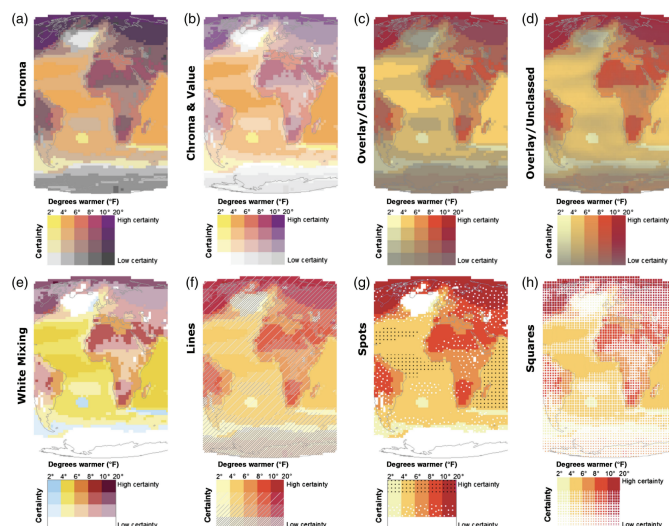 (a)
Chroma
(b)
Chroma & Value
(c)
Overlay/Classed
(d)
Overlay/Unclassed
Degrees warmer (°F)
2° 4° 6° 8° 10° 20°
Certainty
High certainty
Low certainty
Degrees warmer (°F)
2° 4° 6° 8° 10° 20°
Certainty
High certainty
Low certainty
Degrees warmer (°F)
2° 4° 6° 8° 10° 20°
Certainty
High certainty
Low certainty
Degrees warmer (°F)
2° 4° 6° 8° 10° 20°
Certainty
High certainty
Low certainty
(e)
White Mixing
(f)
Lines
(g)
Spots
(h)
Squares
Degrees warmer (°F)
2° 4° 6° 8° 10° 20°
Certainty
High certainty
Low certainty
Degrees warmer (°F)
2° 4° 6° 8° 10° 20°
Certainty
High certainty
Low certainty
Degrees warmer (°F)
2° 4° 6° 8° 10° 20°
Certainty
High certainty
Low certainty
Degrees warmer (°F)
2° 4° 6° 8° 10° 20°
Certainty
High certainty
Low certainty